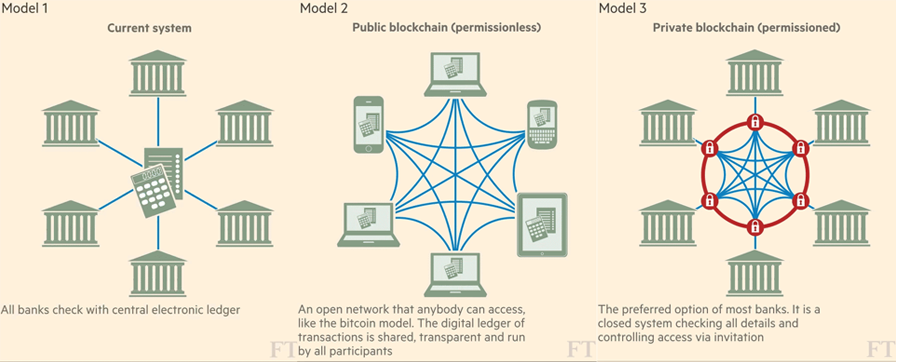 Model 1
Current system
All banks check with central electronic ledger
FT
Model 2
Public blockchain (permissionless)
An open network that anybody can access,
like the bitcoin model. The digital ledger of
transactions is shared, transparent and run
by all participants
FT
Model 3
Private blockchain (permissioned)
The preferred option of most banks. It is a
closed system checking all details and
controlling access via invitation
FT